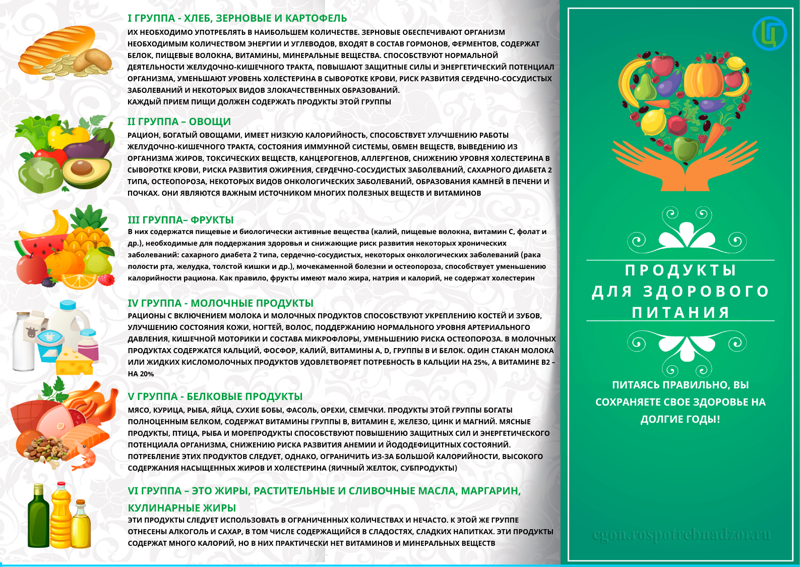 I ГРУППА - ХЛЕБ, ЗЕРНОВЫЕ И КАРТОФЕЛЬ
ИХ НЕОБХОДИМО УПОТРЕБЛЯТЬ В НАИБОЛЬШЕМ КОЛИЧЕСТВЕ. ЗЕРНОВЫЕ ОБЕСПЕЧИВАЮТ ОРГАНИЗМ
НЕОБХОДИМЫМ КОЛИЧЕСТВОМ ЭНЕРГИИ И УГЛЕВОДОВ, ВХОДЯТ В СОСТАВ ГОРМОНОВ, ФЕРМЕНТОВ, СОДЕРЖАТ
БЕЛОК, ПИЩЕВЫЕ ВОЛОКНА, ВИТАМИНЫ, МИНЕРАЛЬНЫЕ ВЕЩЕСТВА. СПОСОБСТВУЮТ НОРМАЛЬНОЙ
ДЕЯТЕЛЬНОСТИ ЖЕЛУДОЧНО-КИШЕЧНОГО ТРАКТА, ПОВЫШАЮТ ЗАЩИТНЫЕ СИЛЫ И ЭНЕРГЕТИЧЕСКИЙ ПОТЕНЦИАЛ
ОРГАНИЗМА, УМЕНЬШАЮТ УРОВЕНЬ ХОЛЕСТЕРИНА В СЫВОРОТКЕ КРОВИ, РИСК РАЗВИТИЯ СЕРДЕЧНО-СОСУДИСТЫХ
ЗАБОЛЕВАНИЙ И НЕКОТОРЫХ ВИДОВ ЗЛОКАЧЕСТВЕННЫХ ОБРАЗОВАНИЙ.
КАЖДЫЙ ПРИЕМ ПИЩИ ДОЛЖЕН СОДЕРЖАТЬ ПРОДУКТЫ ЭТОЙ ГРУППЫ
II ГРУППА – ОВОЩИ
РАЦИОН, БОГАТЫЙ ОВОЩАМИ, ИМЕЕТ НИЗКУЮ КАЛОРИЙНОСТЬ, СПОСОБСТВУЕТ УЛУЧШЕНИЮ РАБОТЫ
ЖЕЛУДОЧНО-КИШЕЧНОГО ТРАКТА, СОСТОЯНИЯ ИММУННОЙ СИСТЕМЫ, ОБМЕН ВЕЩЕСТВ, ВЫВЕДЕНИЮ ИЗ
ОРГАНИЗМА ЖИРОВ, ТОКСИЧЕСКИХ ВЕЩЕСТВ, КАНЦЕРОГЕНОВ, АЛЛЕРГЕНОВ, СНИЖЕНИЮ УРОВНЯ ХОЛЕСТЕРИНА В
СЫВОРОТКЕ КРОВИ, РИСКА РАЗВИТИЯ ОЖИРЕНИЯ, СЕРДЕЧНО-СОСУДИСТЫХ ЗАБОЛЕВАНИЙ, САХАРНОГО ДИАБЕТА 2
ТИПА, ОСТЕОПОРОЗА, НЕКОТОРЫХ ВИДОВ ОНКОЛОГИЧЕСКИХ ЗАБОЛЕВАНИЙ, ОБРАЗОВАНИЯ КАМНЕЙ В ПЕЧЕНИ И
ПОЧКАХ. ОНИ ЯВЛЯЮТСЯ ВАЖНЫМ ИСТОЧНИКОМ МНОГИХ ПОЛЕЗНЫХ ВЕЩЕСТВ И ВИТАМИНОВ
III ГРУППА– ФРУКТЫ
В них содержатся пищевые и биологически активные вещества (калий, пищевые волокна, витамин С, фолат и
др.), необходимые для поддержания здоровья и снижающие риск развития некоторых хронических
заболеваний: сахарного диабета 2 типа, сердечно-сосудистых, некоторых онкологических заболеваний (рака
полости рта, желудка, толстой кишки и др.), мочекаменной болезни и остеопороза, способствует уменьшению
калорийности рациона. Как правило, фрукты имеют мало жира, натрия и калорий, не содержат холестерин
IV ГРУППА - МОЛОЧНЫЕ ПРОДУКТЫ
РАЦИОНЫ С ВКЛЮЧЕНИЕМ МОЛОКА И МОЛОЧНЫХ ПРОДУКТОВ СПОСОБСТВУЮТ УКРЕПЛЕНИЮ КОСТЕЙ И ЗУБОВ,
УЛУЧШЕНИЮ СОСТОЯНИЯ КОЖИ, НОГТЕЙ, ВОЛОС, ПОДДЕРЖАНИЮ НОРМАЛЬНОГО УРОВНЯ АРТЕРИАЛЬНОГО
ДАВЛЕНИЯ, КИШЕЧНОЙ МОТОРИКИ И СОСТАВА МИКРОФЛОРЫ, УМЕНЬШЕНИЮ РИСКА ОСТЕОПОРОЗА. В МОЛОЧНЫХ
ПРОДУКТАХ СОДЕРЖАТСЯ КАЛЬЦИЙ, ФОСФОР, КАЛИЙ, ВИТАМИНЫ А, D, ГРУППЫ В И БЕЛОК. ОДИН СТАКАН МОЛОКА
ИЛИ ЖИДКИХ КИСЛОМОЛОЧНЫХ ПРОДУКТОВ УДОВЛЕТВОРЯЕТ ПОТРЕБНОСТЬ В КАЛЬЦИИ НА 25%, А ВИТАМИНЕ В2 –
НА 20%
V ГРУППА - БЕЛКОВЫЕ ПРОДУКТЫ
МЯСО, КУРИЦА, РЫБА, ЯЙЦА, СУХИЕ БОБЫ, ФАСОЛЬ, ОРЕХИ, СЕМЕЧКИ. ПРОДУКТЫ ЭТОЙ ГРУППЫ БОГАТЫ
ПОЛНОЦЕННЫМ БЕЛКОМ, СОДЕРЖАТ ВИТАМИНЫ ГРУППЫ В, ВИТАМИН Е, ЖЕЛЕЗО, ЦИНК И МАГНИЙ. МЯСНЫЕ
ПРОДУКТЫ, ПТИЦА, РЫБА И МОРЕПРОДУКТЫ СПОСОБСТВУЮТ ПОВЫШЕНИЮ ЗАЩИТНЫХ СИЛ И ЭНЕРГЕТИЧЕСКОГО
ПОТЕНЦИАЛА ОРГАНИЗМА, СНИЖЕНИЮ РИСКА РАЗВИТИЯ АНЕМИИ И ЙОДОДЕФИЦИТНЫХ СОСТОЯНИЙ.
ПОТРЕБЛЕНИЕ ЭТИХ ПРОДУКТОВ СЛЕДУЕТ, ОДНАКО, ОГРАНИЧИТЬ ИЗ-ЗА БОЛЬШОЙ КАЛОРИЙНОСТИ, ВЫСОКОГО
СОДЕРЖАНИЯ НАСЫЩЕННЫХ ЖИРОВ И ХОЛЕСТЕРИНА (ЯИЧНЫЙ ЖЕЛТОК, СУБПРОДУКТЫ)
VI ГРУППА – ЭТО ЖИРЫ, РАСТИТЕЛЬНЫЕ И СЛИВОЧНЫЕ МАСЛА, МАРГАРИН,
КУЛИНАРНЫЕ ЖИРЫ
ЭТИ ПРОДУКТЫ СЛЕДУЕТ ИСПОЛЬЗОВАТЬ В ОГРАНИЧЕННЫХ КОЛИЧЕСТВАХ И НЕЧАСТО. К ЭТОЙ ЖЕ ГРУППЕ
ОТНЕСЕНЫ АЛКОГОЛЬ И САХАР, В ТОМ ЧИСЛЕ СОДЕРЖАЩИЙСЯ В СЛАДОСТЯХ, СЛАДКИХ НАПИТКАХ. ЭТИ ПРОДУКТЫ
СОДЕРЖАТ МНОГО КАЛОРИЙ, НО В НИХ ПРАКТИЧЕСКИ НЕТ ВИТАМИНОВ И МИНЕРАЛЬНЫХ ВЕЩЕСТВ
ПРОДУКТЫ
ДЛЯ ЗДОРОВОГО
ПИТАНИЯ
ПИТАЯСЬ ПРАВИЛЬНО, ВЫ
СОХРАНЯЕТЕ СВОЕ ЗДОРОВЬЕ НА
ДОЛГИЕ ГОДЫ!
cgon.rospotrebnadzor.ru